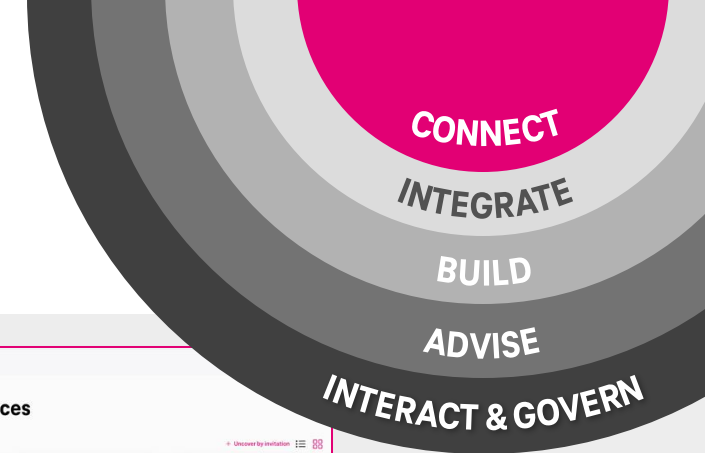 CONNECT
INTEGRATE
BUILD
ADVISE
INTERACT & GOVERN
ces
Uncover by invitation